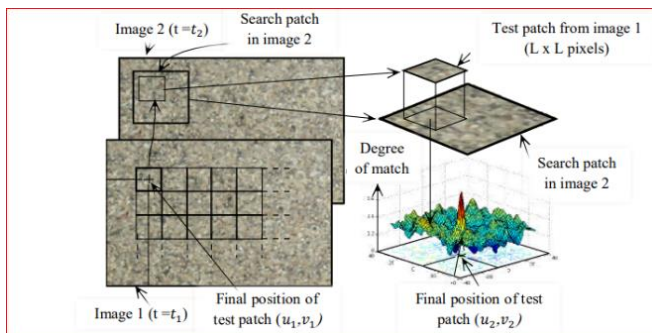 Image 2 (t =t₂)
Search patch
in image 2
Test patch from image 1
(L x L pixels)
Degree
of match
Search patch
in image 2
Image 1 (t =t₁)
Final position of
test patch (u₁,v₁)
Final position of test
patch (u₂,v₂)